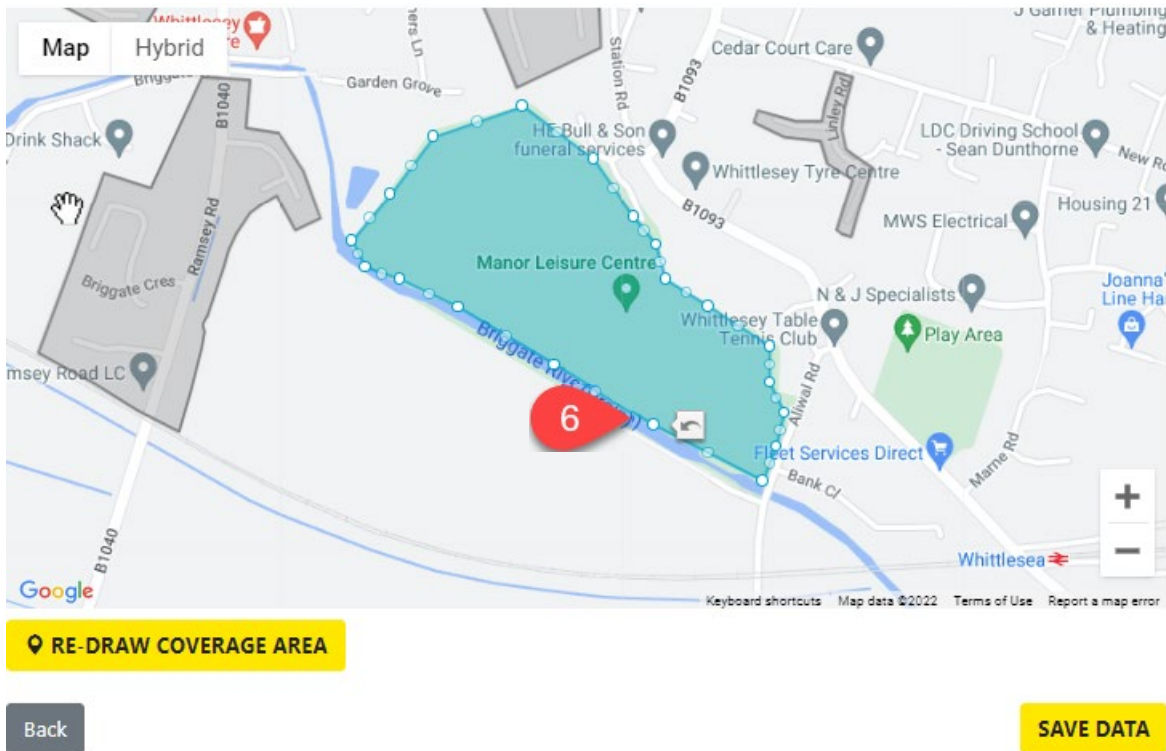 Map
Hybrid
Whittlesey
Briggate
Garden Grove
Station Rd
B1093
Cedar Court Care
J Garner Plumbing
& Heating
Drink Shack
B1040
HE Bull & Son
funeral services
Linley Rd
LDC Driving School
- Sean Dunthorne
New Rd
Whittlesey Tyre Centre
Housing 21
B1093
MWS Electrical
Ramsey Rd
Briggate Cres
Manor Leisure Centre
N & J Specialists
Joanna'
Line Ha
Whittlesey Table
Tennis Club
Play Area
msey Road LC
Briggate
Aliwal Rd
6
Fleet Services Direct
Marne Rd
Bank Cl
B1040
Whittlesea
Google
Keyboard shortcuts
Map data ©2022
Terms of Use
Report a map error
RE-DRAW COVERAGE AREA
Back
SAVE DATA